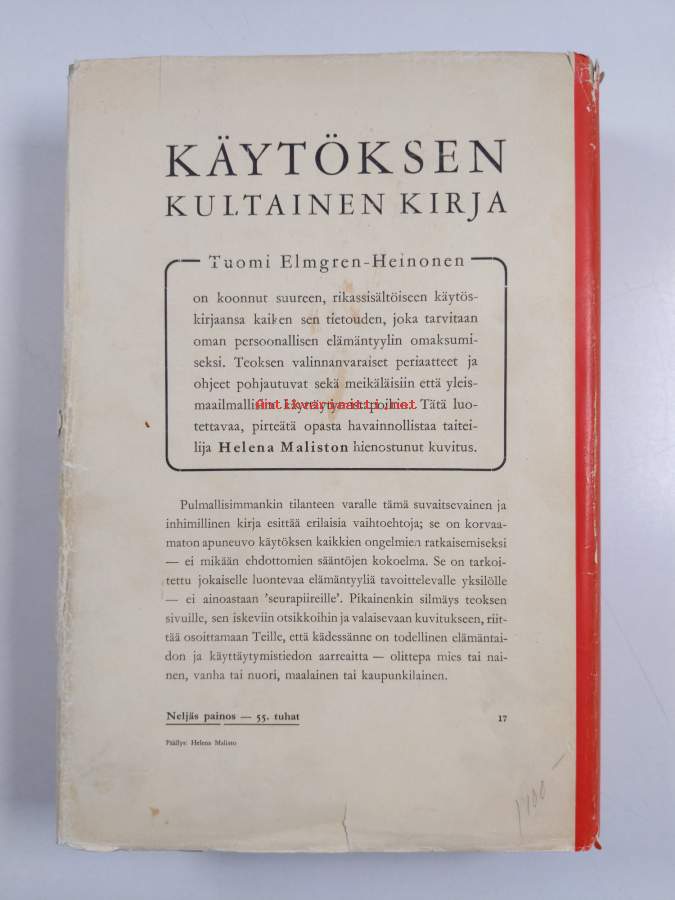 KÄYTÖKSEN
KULTAINEN KIRJA
Tuomi Elmgren-Heinonen
on koonnut suureen, rikassisältöiseen käytös-
kirjaansa kaiken sen tietouden, joka tarvitaan
oman persoonallisen elämäntyylin omaksumi-
seksi. Teoksen valinnanvaraiset periaatteet ja
ohjeet pohjautuvat sekä meikäläisiin että yleis-
maailmallisiin käyttäytymistapoihin. Tätä luo-
Antikvariaatti.net
tettavaa, pirteätä opasta havainnollistaa taitei-
lija Helena Maliston hienostunut kuvitus.
Pulmallisimmankin tilanteen varalle tämä suvaitsevainen ja
inhimillinen kirja esittää erilaisia vaihtoehtoja; se on korvaa-
maton apuneuvo käytöksen kaikkien ongelmien ratkaisemiseksi
— ei mikään ehdottomien sääntöjen kokoelma. Se on tarkoi-
tettu jokaiselle luontevaa elämäntyyliä tavoittelevalle yksilölle
— ei ainoastaan 'seurapiireille'. Pikainenkin silmäys teoksen
sivuille, sen iskeviin otsikkoihin ja valaisevaan kuvitukseen, riit-
tää osoittamaan Teille, että kädessänne on todellinen elämäntai-
don ja käyttäytymistiedon aarreaitta — olittepa mies tai nai-
nen, vanha tai nuori, maalainen tai kaupunkilainen.
Neljäs painos — 55. tuhat 17
Päällys: Helena Malisto